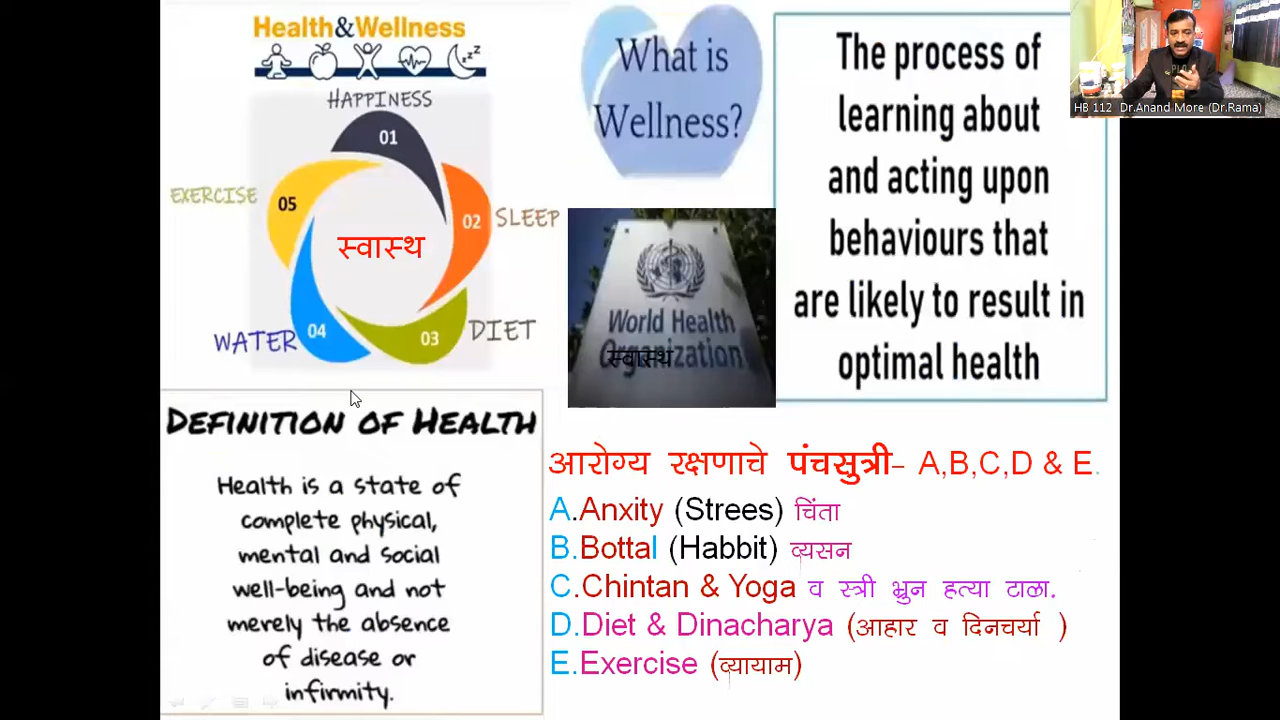 Health&Wellness
zzz
HAPPINESS
01
EXERCISE
05
02
SLEEP
स्वास्थ
WATER
04
03
DIET
What is
Wellness?
World Health
Organization
स्वास्थ
The process of
learning about
and acting upon
behaviours that
are likely to result in
optimal health
HB 112 Dr.Anand More (Dr.Rama)
DEFINITION OF HEALTH
Health is a state of
complete physical,
mental and social
well-being and not
merely the absence
of disease or
infirmity.
आरोग्य रक्षणाचे पंचसुत्री– A,B,C,D & E.
A.Anxity (Strees) चिंता
B.Bottal (Habbit) व्यसन
C.Chintan & Yoga व स्त्री भ्रुन हत्या टाळा.
D.Diet & Dinacharya (आहार व दिनचर्या )
E.Exercise (व्यायाम)